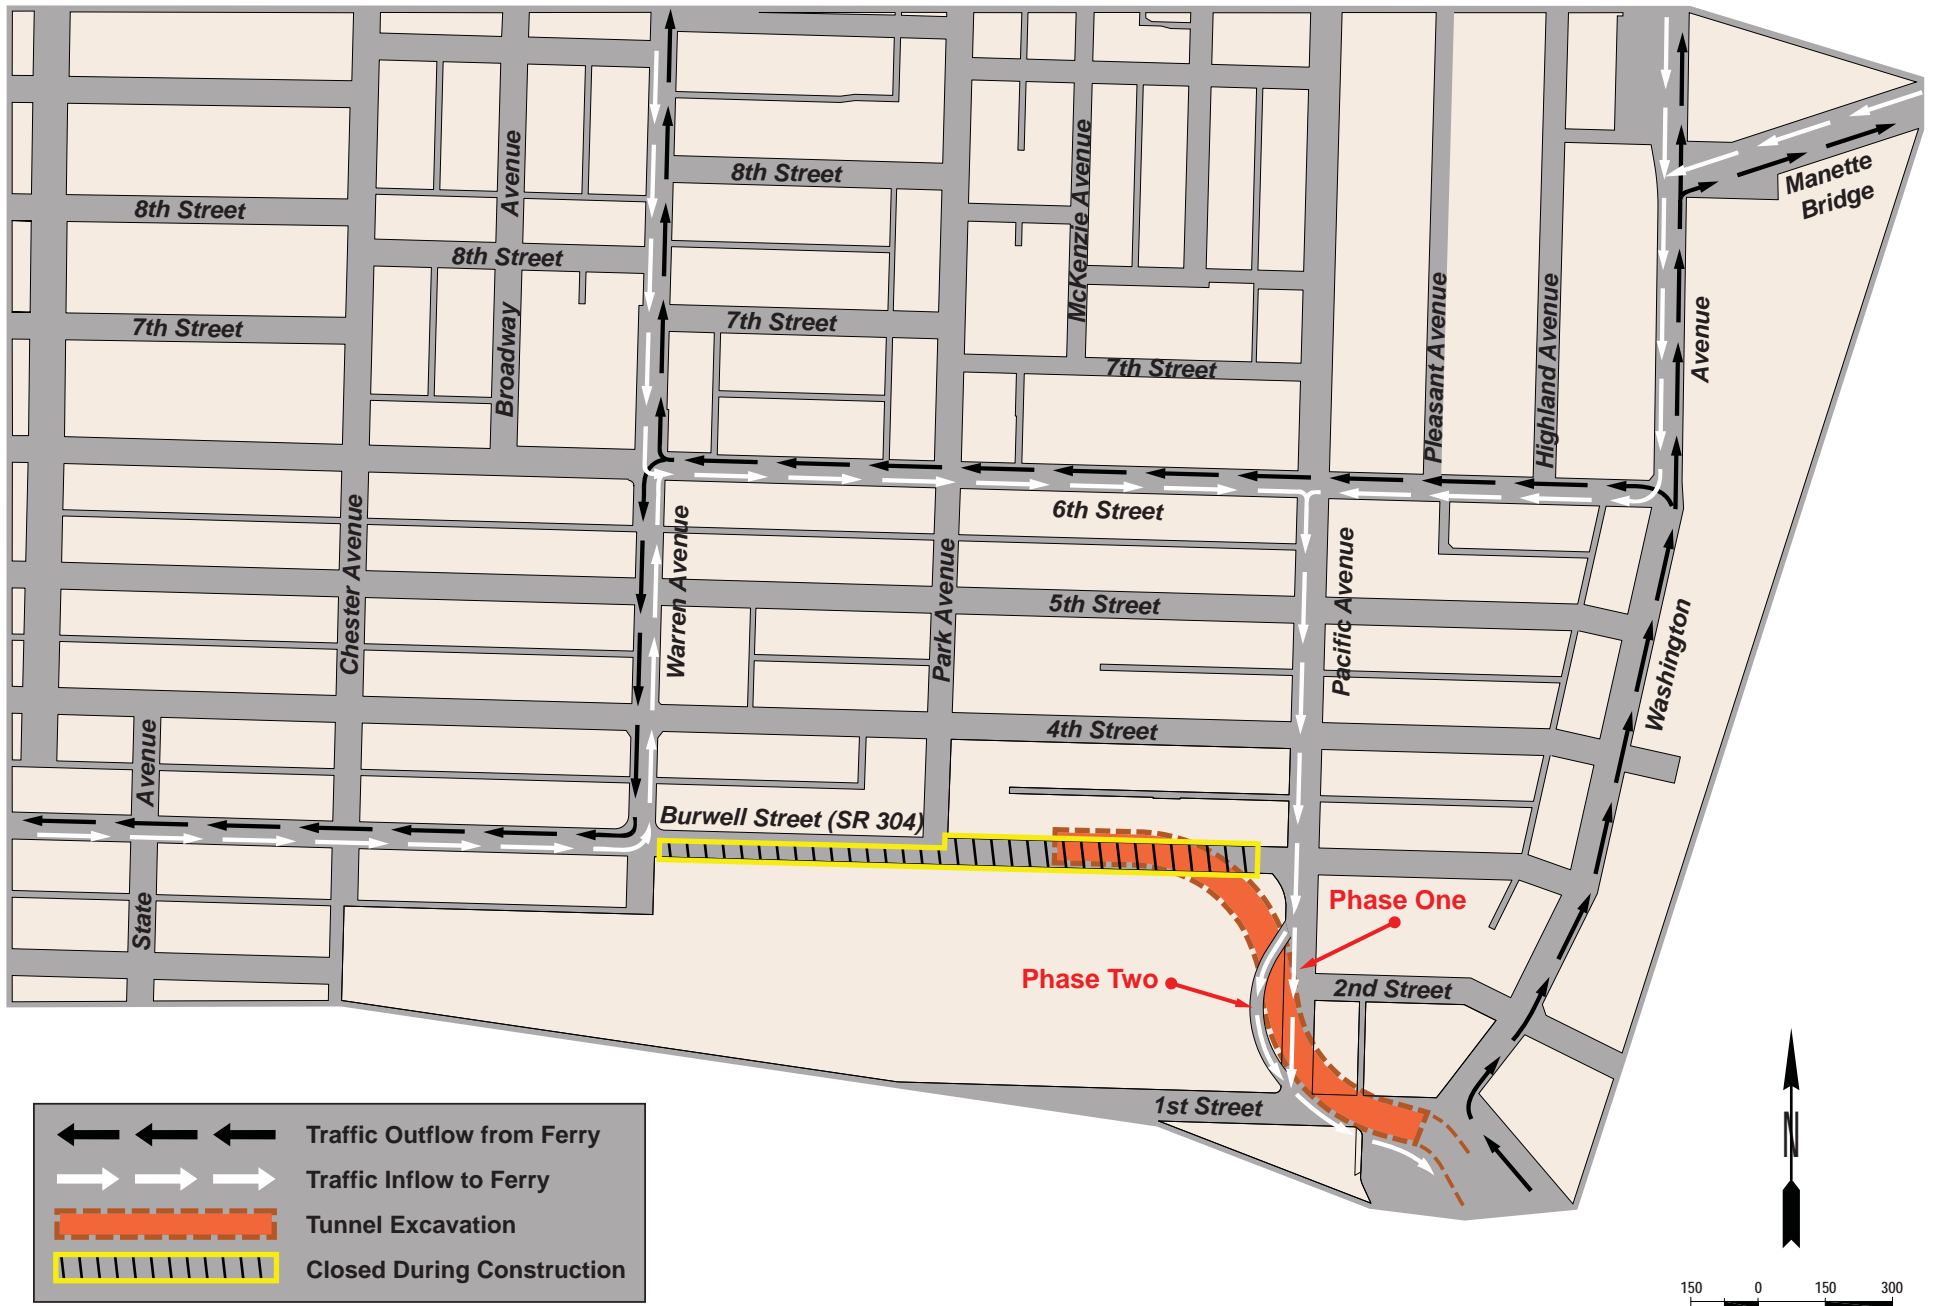 8th Street
7th Street
Avenue
8th Street
Broadway
8th Street
7th Street
McKenzie Avenue
7th Street
Pleasant Avenue
Highland Avenue
Manette
Bridge
Avenue
Washington
Chester Avenue
Warren Avenue
Park Avenue
6th Street
5th Street
4th Street
Pacific Avenue
Avenue
State
Burwell Street (SR 304)
Phase One
Phase Two
2nd Street
1st Street
Traffic Outflow from Ferry
Traffic Inflow to Ferry
Tunnel Excavation
Closed During Construction
N
150 0 150 300